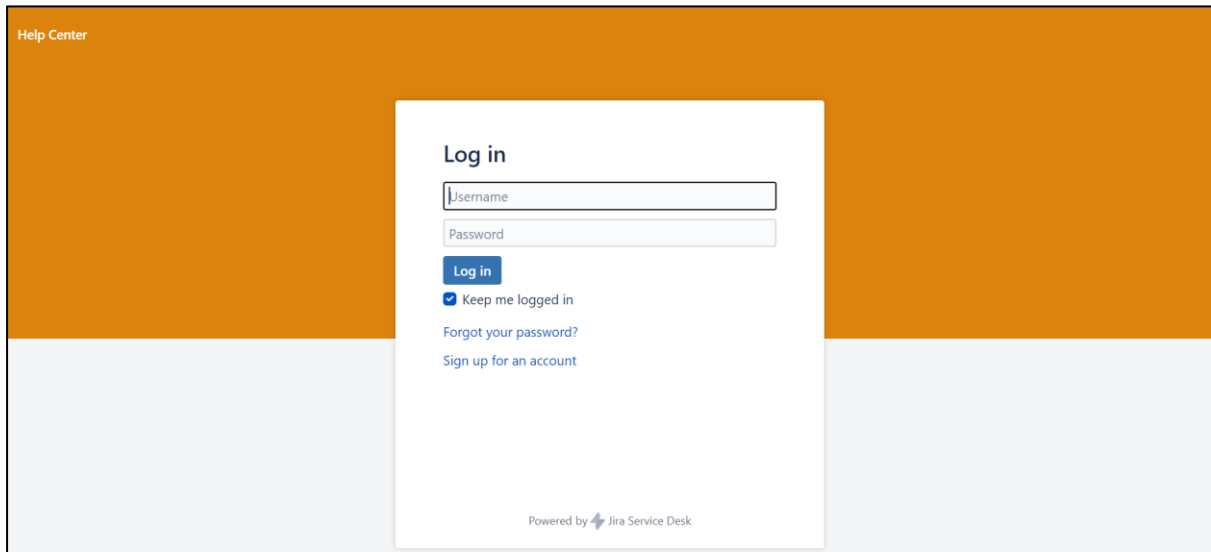 Help Center
Log in
Username
Password
Log in
Keep me logged in
Forgot your password?
Sign up for an account
Powered by Jira Service Desk